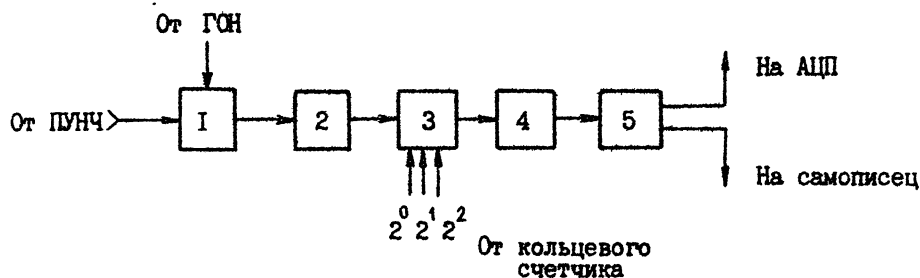 От ГОН
На АЦП
От ПУНЧ
I 2 3 4 5
На самописец
2⁰ 2¹ 2²
От кольцевого
счетчика